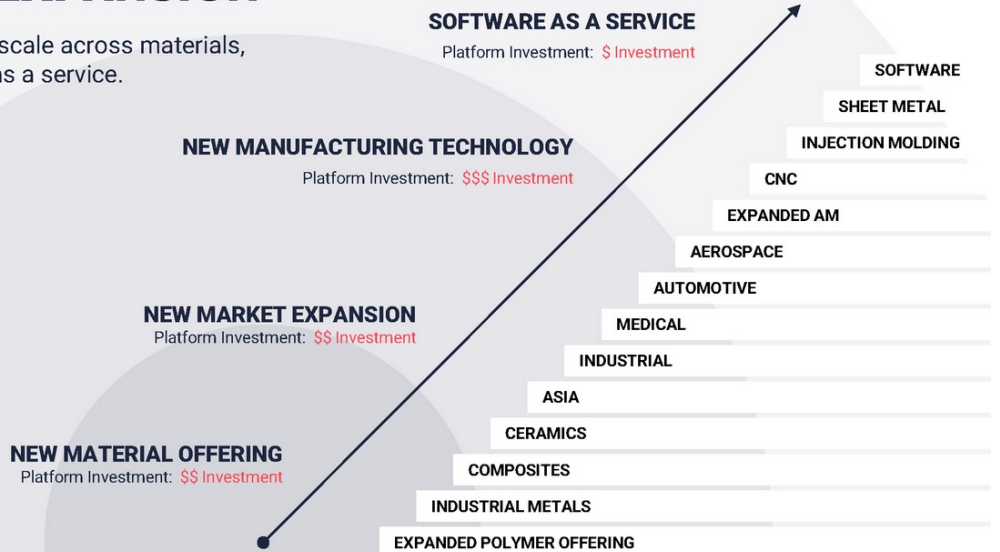 EXPANSION
scale across materials,
as a service.
SOFTWARE AS A SERVICE
Platform Investment: $ Investment
NEW MANUFACTURING TECHNOLOGY
Platform Investment: $$$ Investment
NEW MARKET EXPANSION
Platform Investment: $$ Investment
NEW MATERIAL OFFERING
Platform Investment: $$ Investment
SOFTWARE
SHEET METAL
INJECTION MOLDING
CNC
EXPANDED AM
AEROSPACE
AUTOMOTIVE
MEDICAL
INDUSTRIAL
ASIA
CERAMICS
COMPOSITES
INDUSTRIAL METALS
EXPANDED POLYMER OFFERING